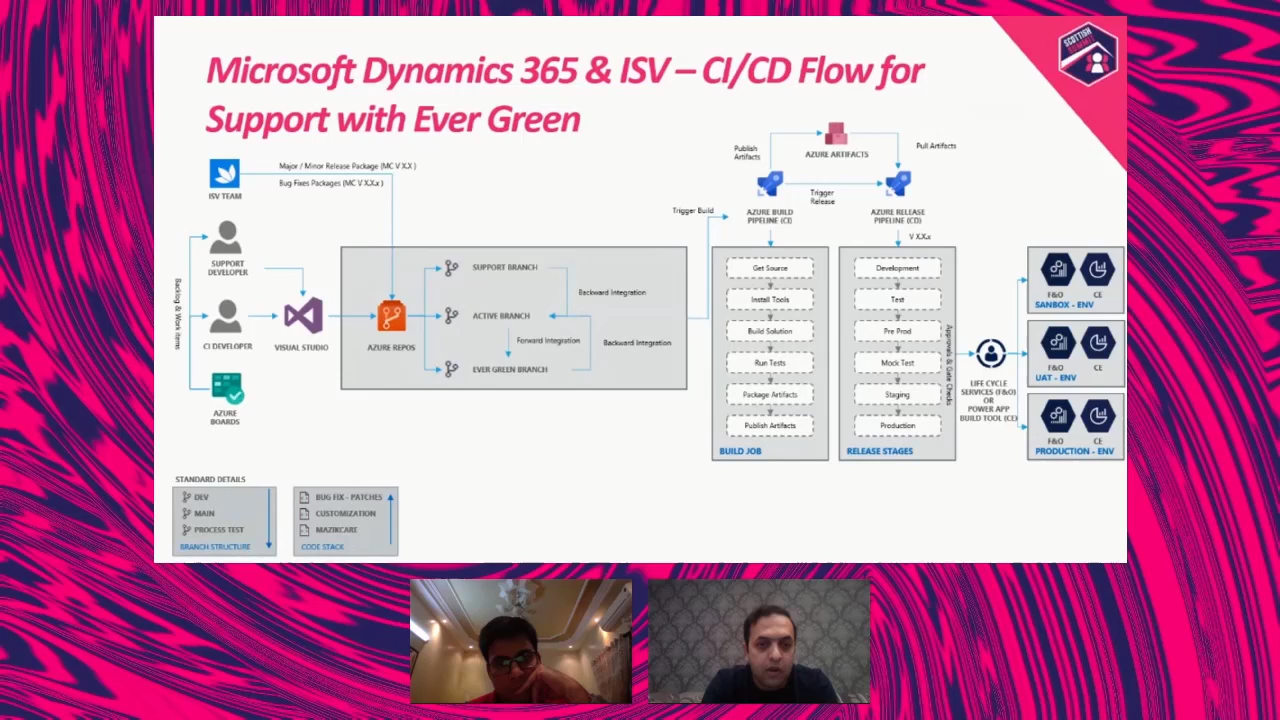 Microsoft Dynamics 365 & ISV – CI/CD Flow for
Support with Ever Green
SCOTTISH
SUMMIT
ISV TEAM
Major / Minor Release Package (MC V X.X )
Bug Fixes Packages (MC V X.X.x )
SUPPORT
DEVELOPER
CI DEVELOPER
AZURE
BOARDS
Backlog & Work items
VISUAL STUDIO
AZURE REPOS
SUPPORT BRANCH
ACTIVE BRANCH
EVER GREEN BRANCH
Backward Integration
Forward Integration
Backward Integration
Trigger Build
Publish
Artifacts
AZURE ARTIFACTS
Pull Artifacts
Trigger
Release
AZURE BUILD
PIPELINE (CI)
AZURE RELEASE
PIPELINE (CD)
V X.X.x
Get Source
Install Tools
Build Solution
Run Tests
Package Artifacts
Publish Artifacts
BUILD JOB
Development
Test
Pre Prod
Mock Test
Staging
Production
RELEASE STAGES
Approvals & Gate Checks
LIFE CYCLE
SERVICES (F&O)
OR
POWER APP
BUILD TOOL (CE)
F&O CE
SANBOX - ENV
F&O CE
UAT - ENV
F&O CE
PRODUCTION - ENV
STANDARD DETAILS
DEV
MAIN
PROCESS TEST
BRANCH STRUCTURE
BUG FIX - PATCHES
CUSTOMIZATION
MAZIKCARE
CODE STACK